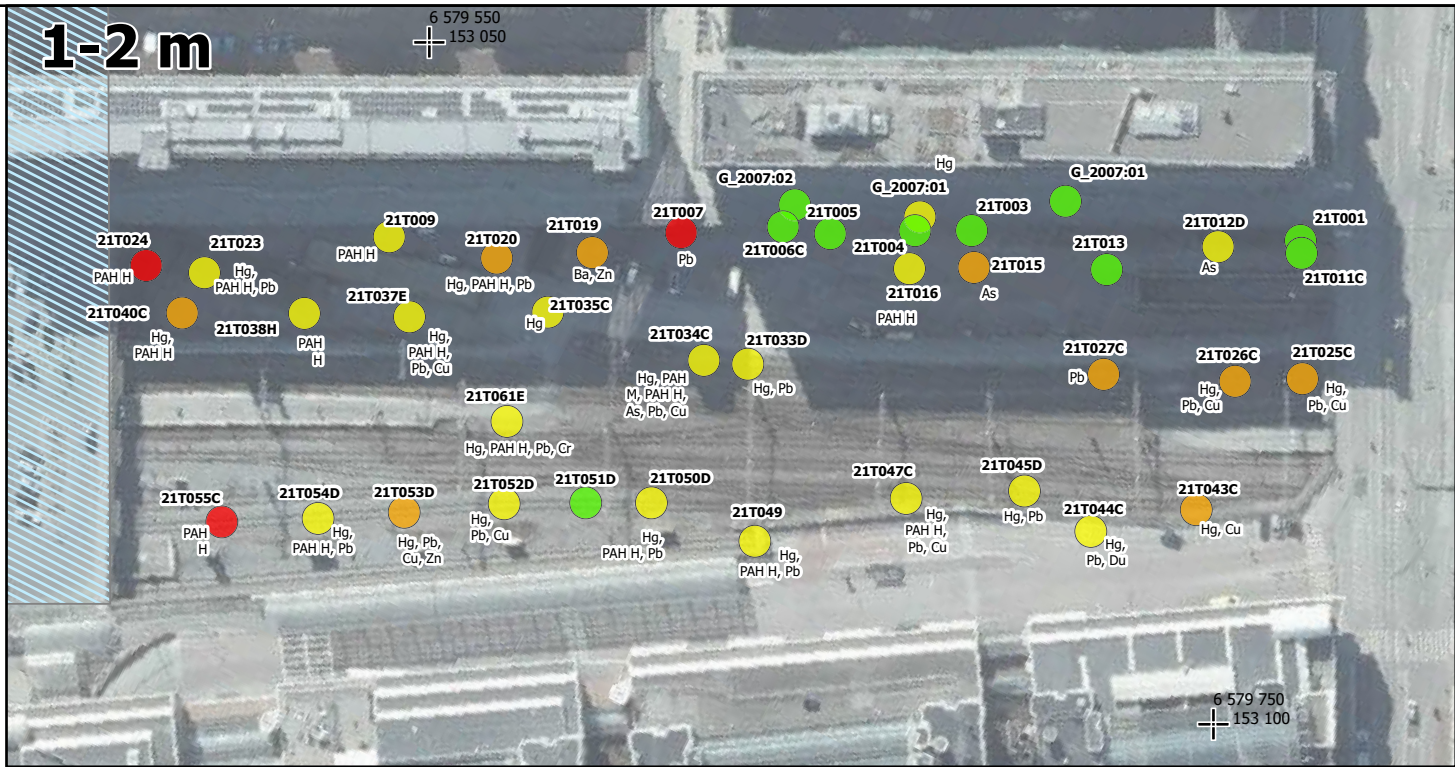 1-2 m
6 579 550
153 050
Hg
G_2007:02
G_2007:01
G_2007:01
21T009
21T019
21T007
21T005
21T003
21T012D
21T001
21T024
21T023
PAH H
21T020
Pb
21T006C
21T004
21T013
As
21T011C
PAH H
Hg,
PAH H, Pb
Hg, PAH H, Pb
Ba, Zn
21T015
21T016
As
21T040C
21T038H
21T037E
21T035C
PAH H
Hg
Hg,
PAH H
PAH
H
Hg,
PAH H,
Pb, Cu
21T034C
21T033D
21T027C
21T026C
21T025C
Hg, PAH
M, PAH H,
As, Pb, Cu
Hg, Pb
Pb
Hg,
Pb, Cu
Hg,
Pb, Cu
21T061E
Hg, PAH H, Pb, Cr
21T055C
21T054D
21T053D
21T052D
21T051D
21T050D
21T049
21T047C
21T045D
21T044C
21T043C
PAH
H
Hg,
PAH H, Pb
Hg, Pb,
Cu, Zn
Hg,
Pb, Cu
Hg,
PAH H, Pb
Hg,
PAH H, Pb
Hg,
PAH H,
Pb, Cu
Hg, Pb
Hg,
Pb, Du
Hg, Cu
6 579 750
153 100